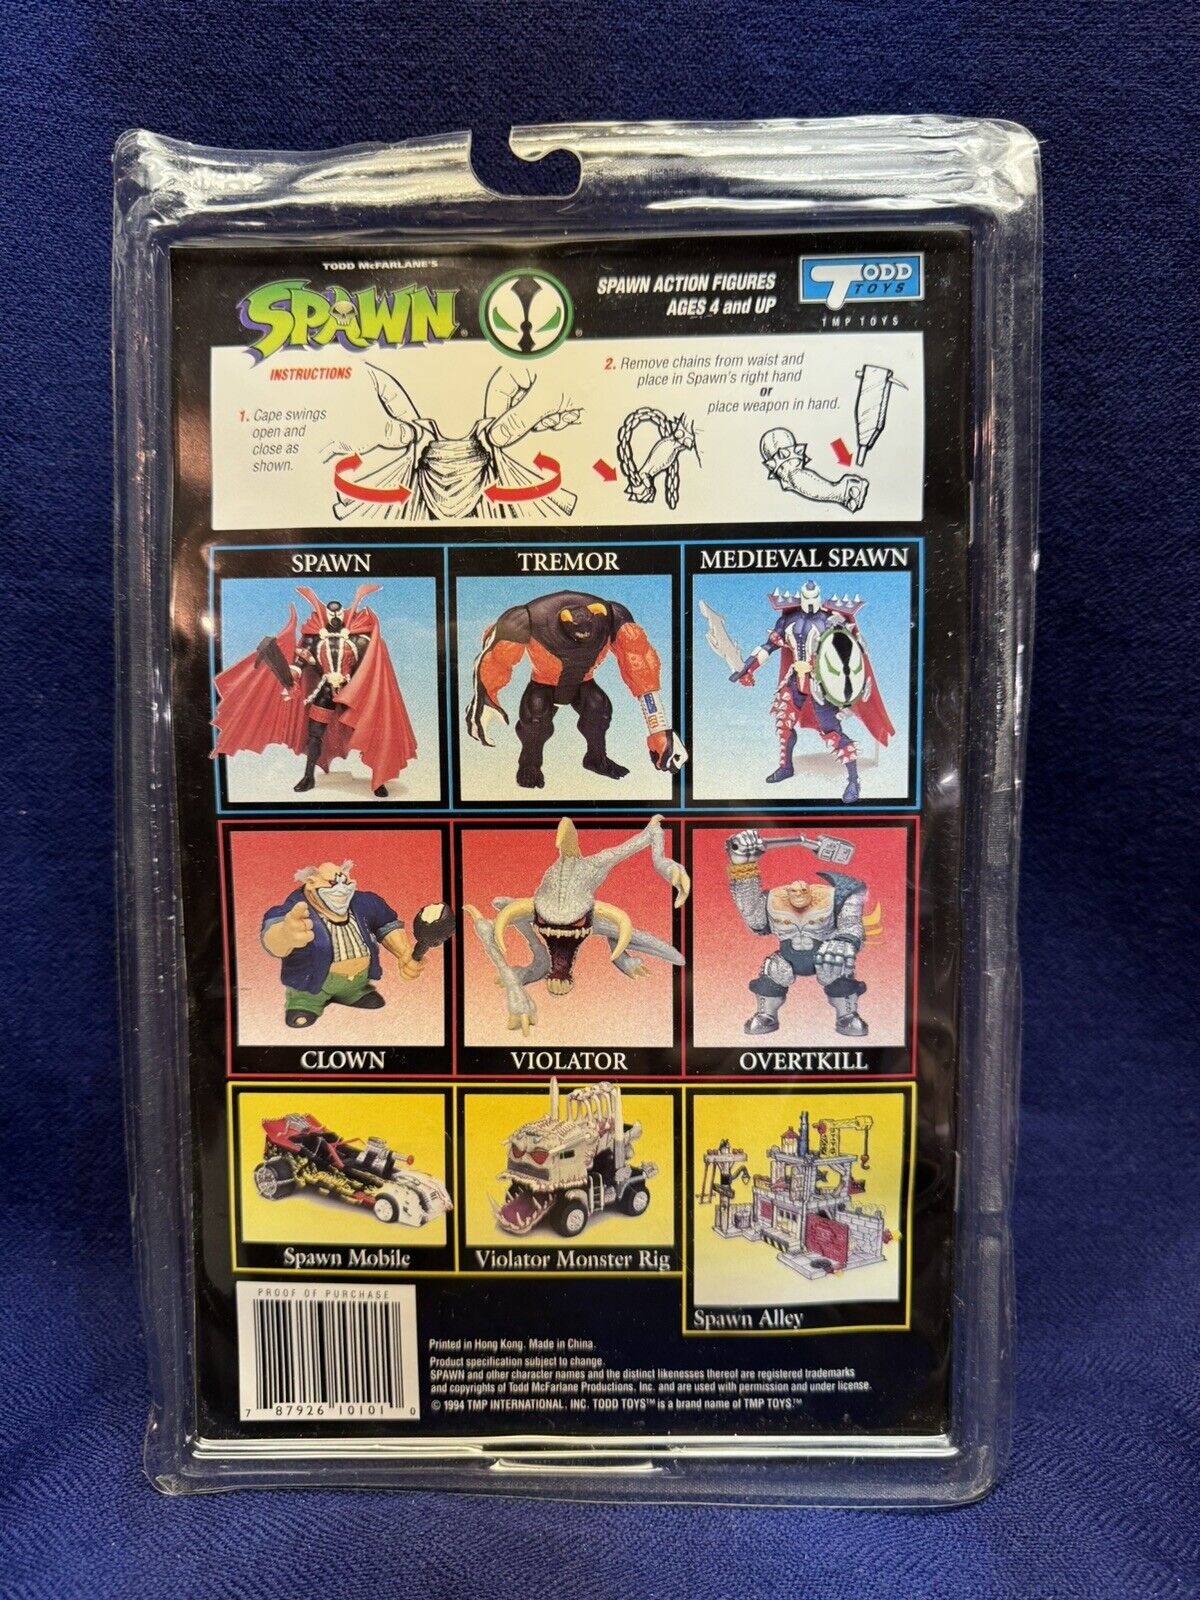 TODD McFARLANE'S
SPAWN®
®
SPAWN ACTION FIGURES
AGES 4 and UP
TODD
TOYS
TMP TOYS
INSTRUCTIONS
1. Cape swings
open and
close as
shown.
2. Remove chains from waist and
place in Spawn's right hand
or
place weapon in hand.
SPAWN
TREMOR
MEDIEVAL SPAWN
CLOWN
VIOLATOR
OVERTKILL
Spawn Mobile
Violator Monster Rig
Spawn Alley
PROOF OF PURCHASE
7 87926 10101 0
Printed in Hong Kong. Made in China.
Product specification subject to change.
SPAWN and other character names and the distinct likenesses thereof are registered trademarks
and copyrights of Todd McFarlane Productions, Inc. and are used with permission and under license.
© 1994 TMP INTERNATIONAL, INC. TODD TOYS™ is a brand name of TMP TOYS.™